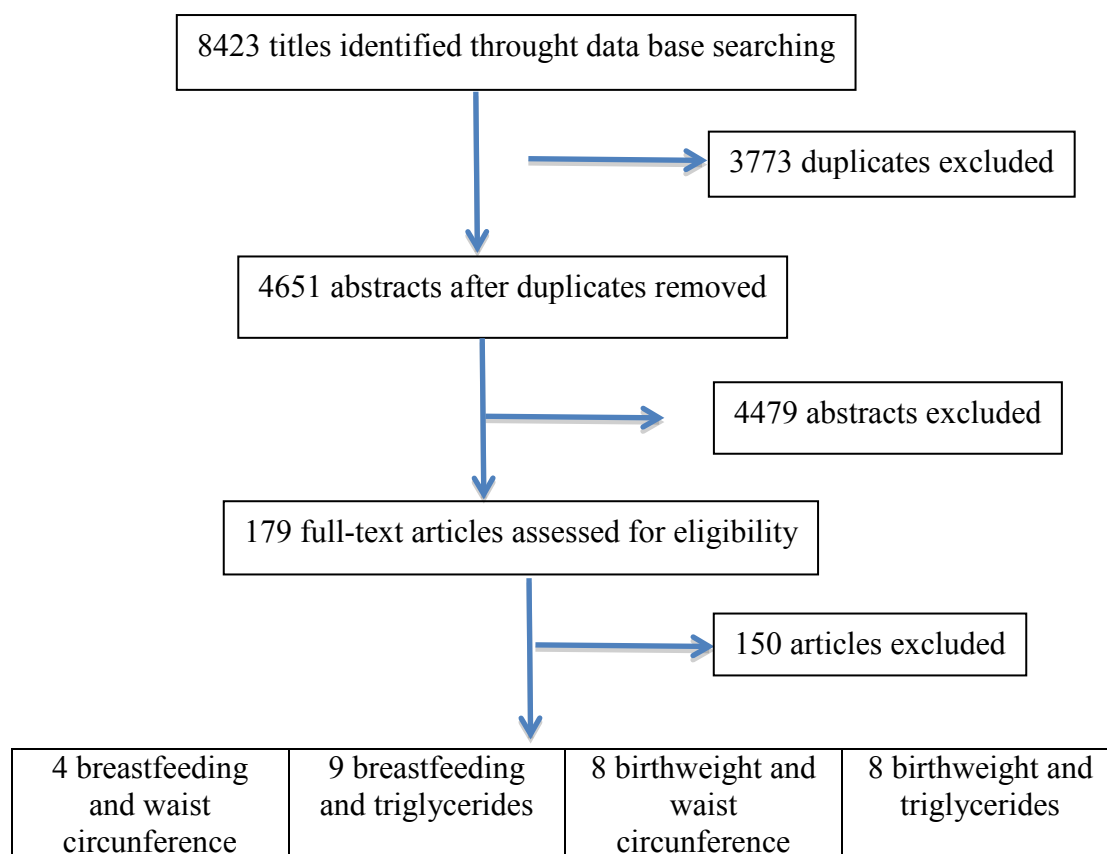 8423 titles identified throught data base searching
3773 duplicates excluded
4651 abstracts after duplicates removed
4479 abstracts excluded
179 full-text articles assessed for eligibility
150 articles excluded
4 breastfeeding
and waist
circunference
9 breastfeeding
and triglycerides
8 birthweight and
waist
circunference
8 birthweight and
triglycerides